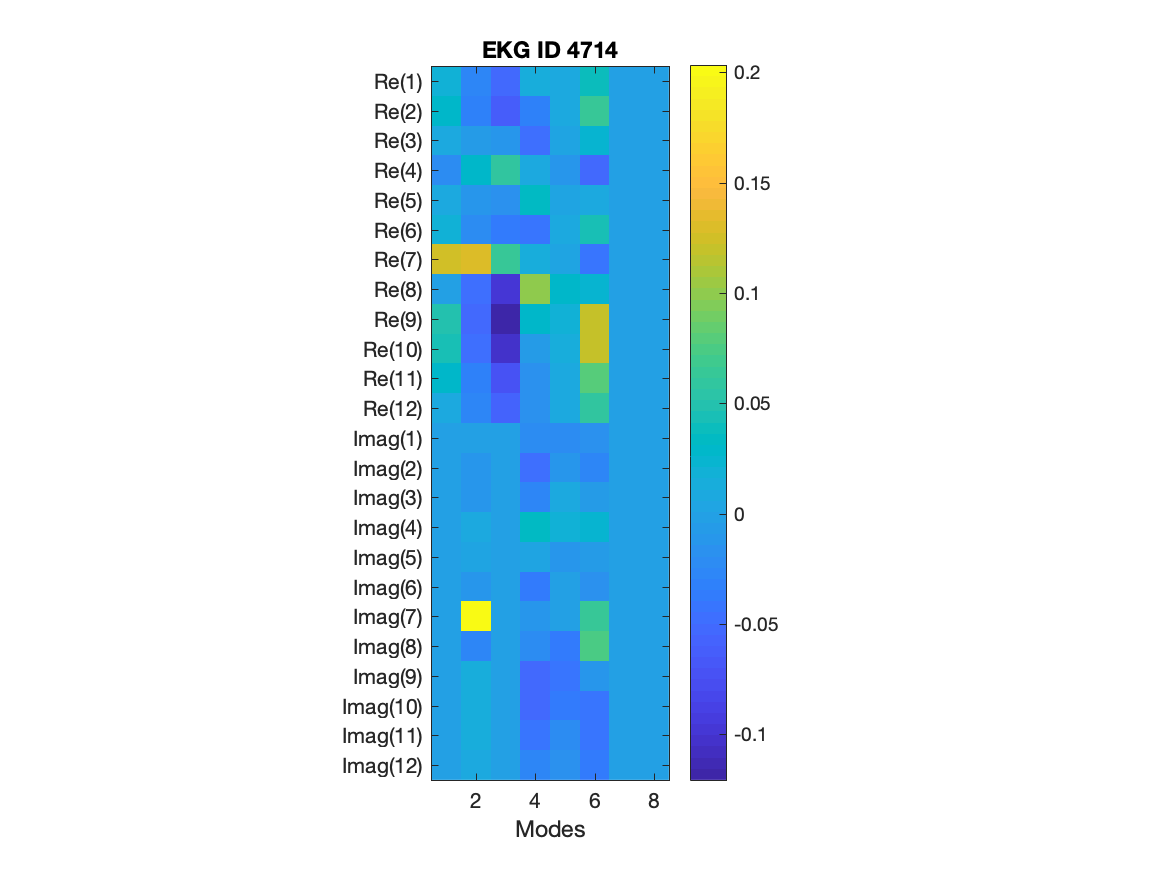 EKG ID 4714
Re(1)
Re(2)
Re(3)
Re(4)
Re(5)
Re(6)
Re(7)
Re(8)
Re(9)
Re(10)
Re(11)
Re(12)
Imag(1)
Imag(2)
Imag(3)
Imag(4)
Imag(5)
Imag(6)
Imag(7)
Imag(8)
Imag(9)
Imag(10)
Imag(11)
Imag(12)
2 4 6 8
Modes
0.2
0.15
0.1
0.05
0
-0.05
-0.1